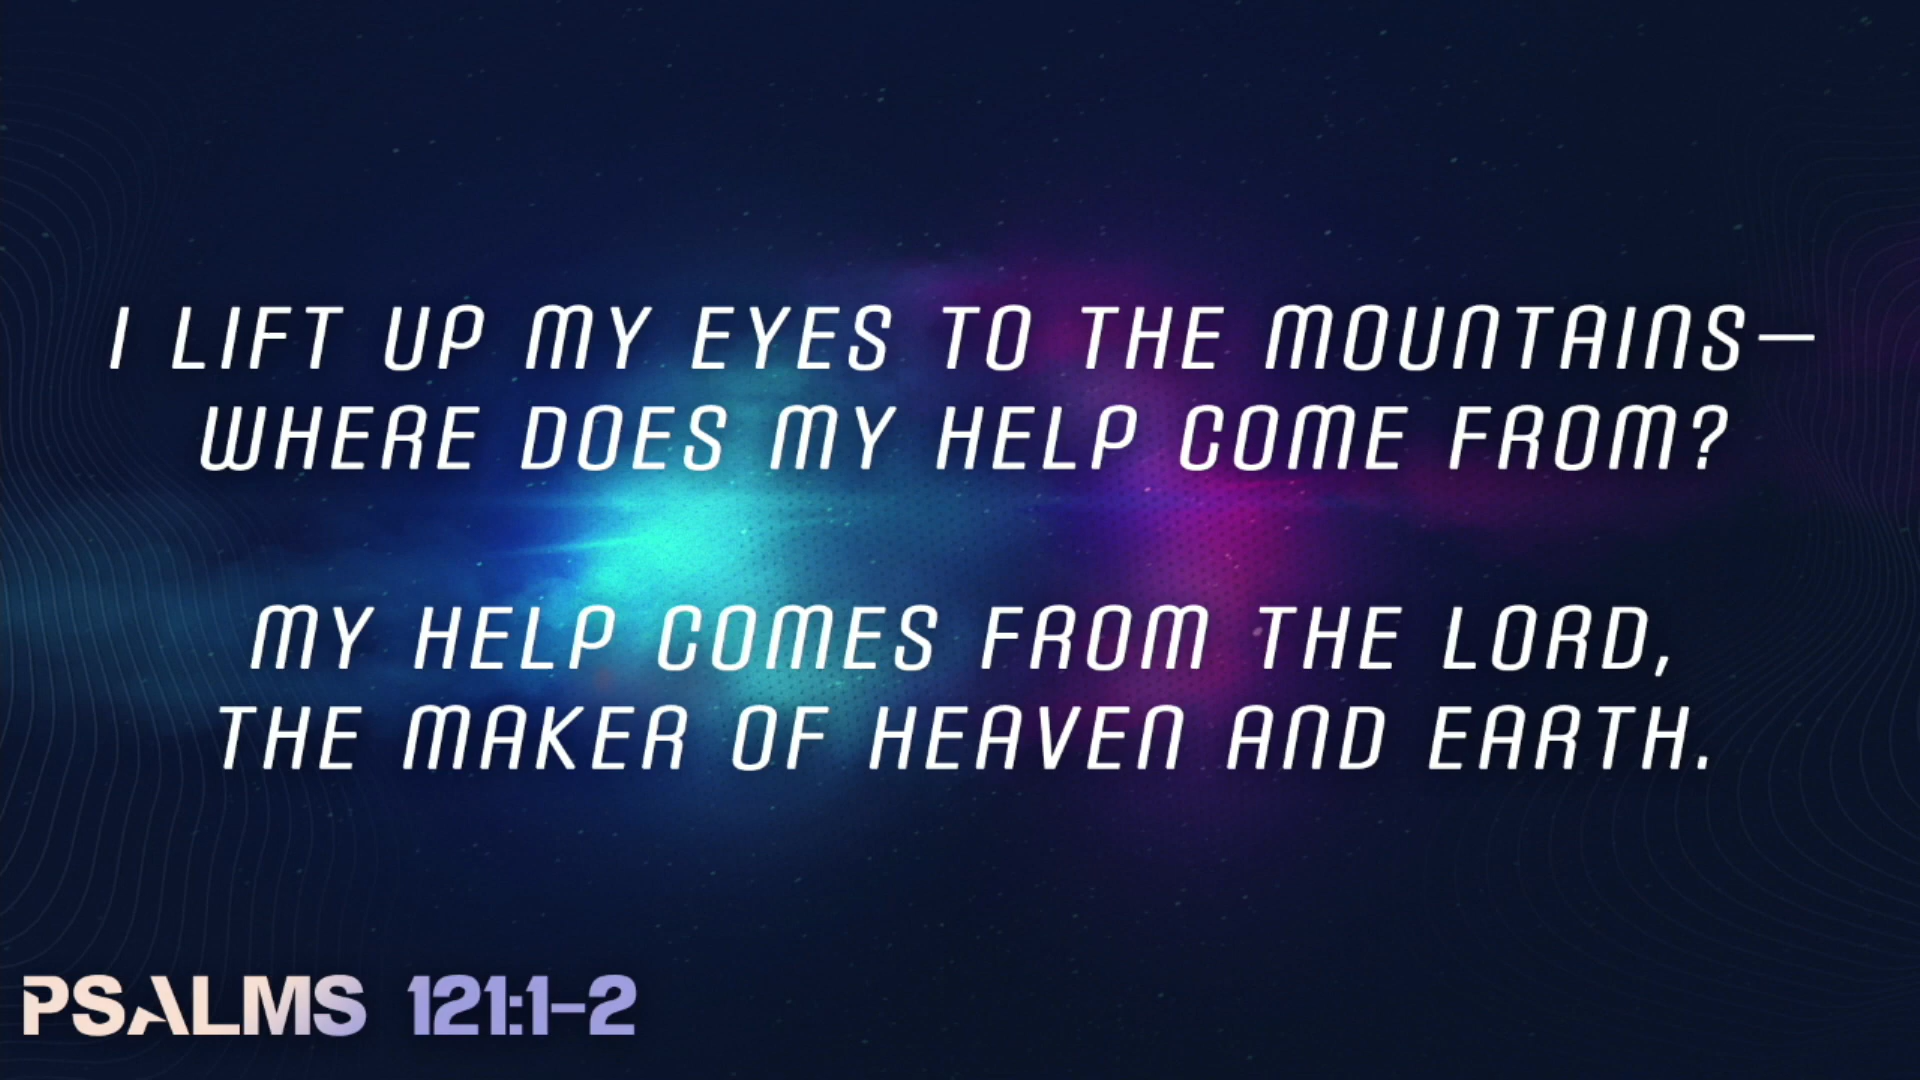 I LIFT UP MY EYES TO THE MOUNTAINS—
WHERE DOES MY HELP COME FROM?
MY HELP COMES FROM THE LORD,
THE MAKER OF HEAVEN AND EARTH.
PSALMS 121:1-2